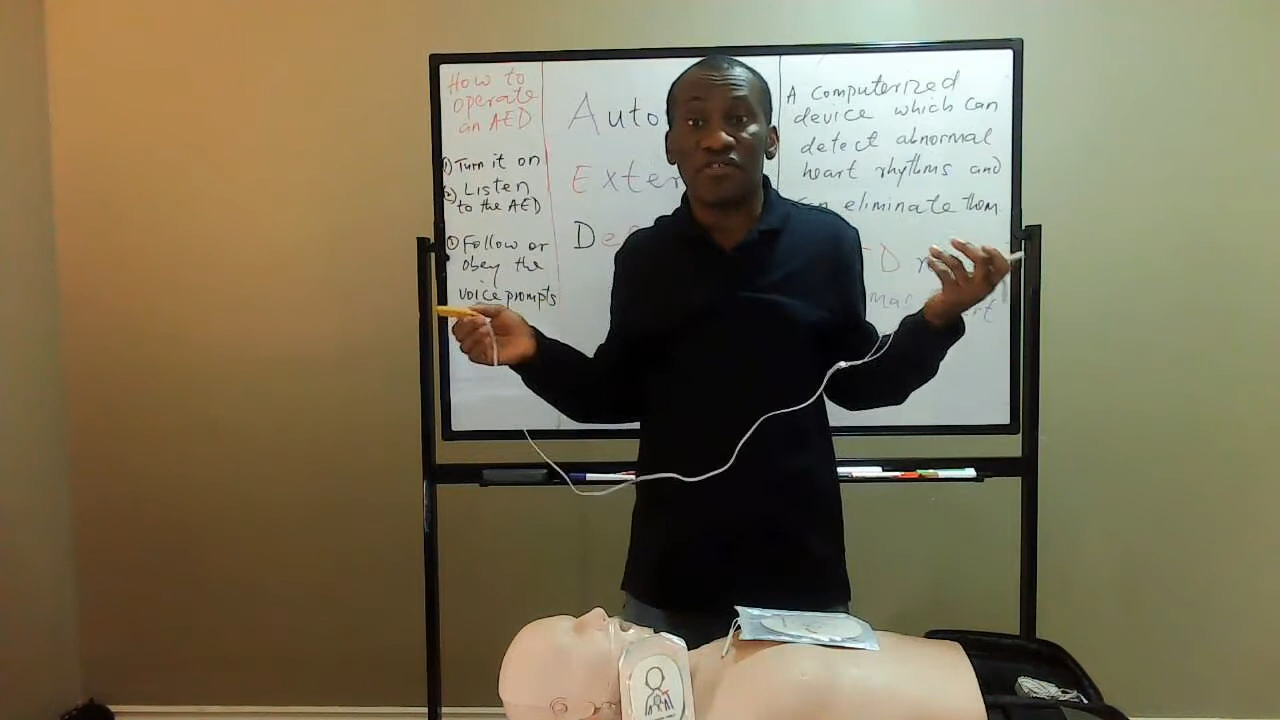 How to
operate
an AED
① Turn it on
② Listen
to the AED
③ Follow or
obey the
voice prompts
Auto
Exter
De
A computerized
device which can
detect abnormal
heart rhythms and
eliminate them